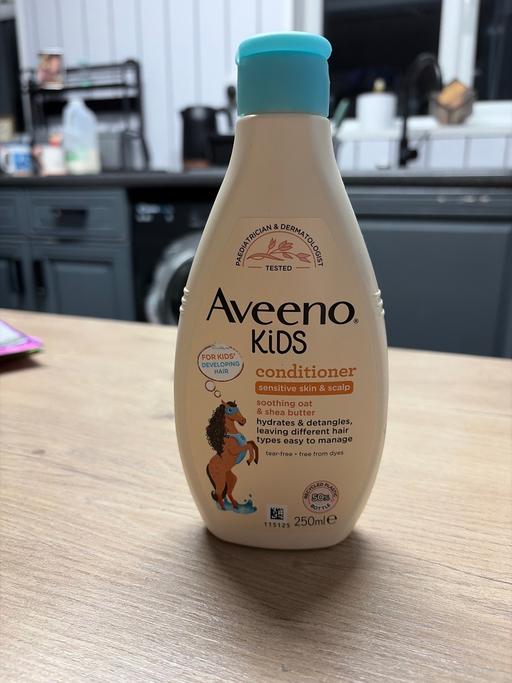 PAEDIATRICIAN & DERMATOLOGIST
TESTED
Aveeno®
KiDS
FOR KIDS'
DEVELOPING
HAIR
conditioner
sensitive skin & scalp
soothing oat
& shea butter
hydrates & detangles,
leaving different hair
types easy to manage
tear-free • free from dyes
RECYCLED PLASTIC
50%
BOTTLE
115125
250ml℮